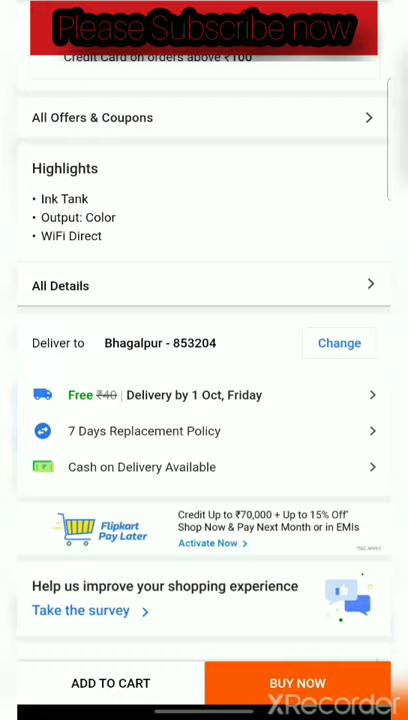 Please Subscribe now
Credit Card on orders above ₹100
All Offers & Coupons
Highlights
• Ink Tank
• Output: Color
• WiFi Direct
All Details
Deliver to Bhagalpur - 853204 Change
Free ₹40 | Delivery by 1 Oct, Friday
7 Days Replacement Policy
Cash on Delivery Available
Flipkart
Pay Later
Credit Up to ₹70,000 + Up to 15% Off*
Shop Now & Pay Next Month or in EMIs
Activate Now
*T&C APPLY
Help us improve your shopping experience
Take the survey
ADD TO CART
BUY NOW
XRecorder